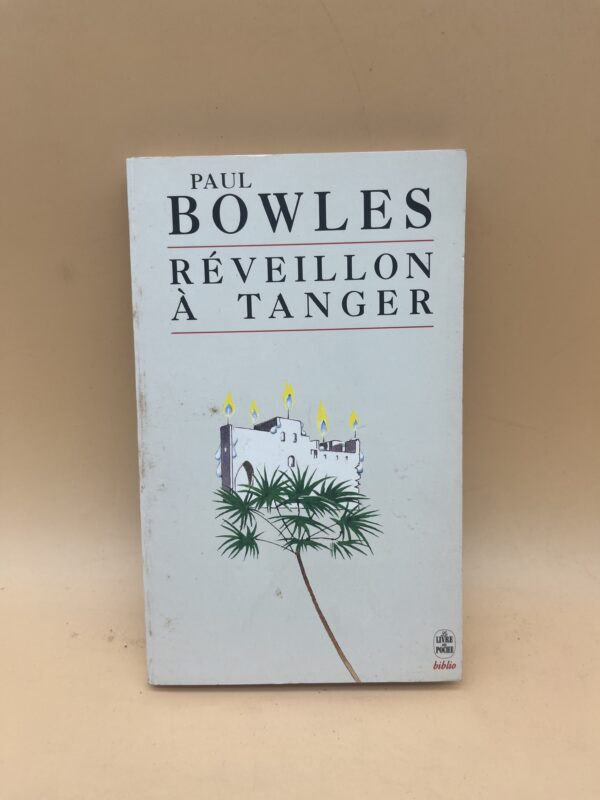 PAUL
BOWLES
RÉVEILLON
À TANGER
LE
LIVRE
DE
POCHE
biblio